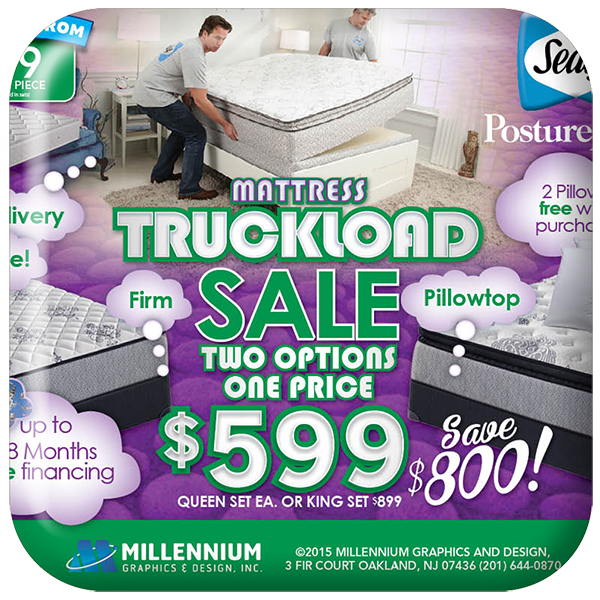 ROM
9
PIECE
Sea
Posture
MATTRESS
TRUCKLOAD
SALE
TWO OPTIONS
ONE PRICE
$599
QUEEN SET EA. OR KING SET $899
livery
e!
Firm
Pillowtop
2 Pillow
free w
purcha
up to
8 Months
e financing
Save
$800!
MILLENNIUM
GRAPHICS & DESIGN, INC.
©2015 MILLENNIUM GRAPHICS AND DESIGN,
3 FIR COURT OAKLAND, NJ 07436 (201) 644-0870